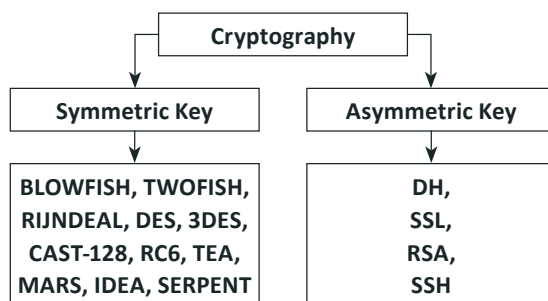 Cryptography
Symmetric Key
Asymmetric Key
BLOWFISH, TWOFISH,
RIJNDEAL, DES, 3DES,
CAST-128, RC6, TEA,
MARS, IDEA, SERPENT
DH,
SSL,
RSA,
SSH